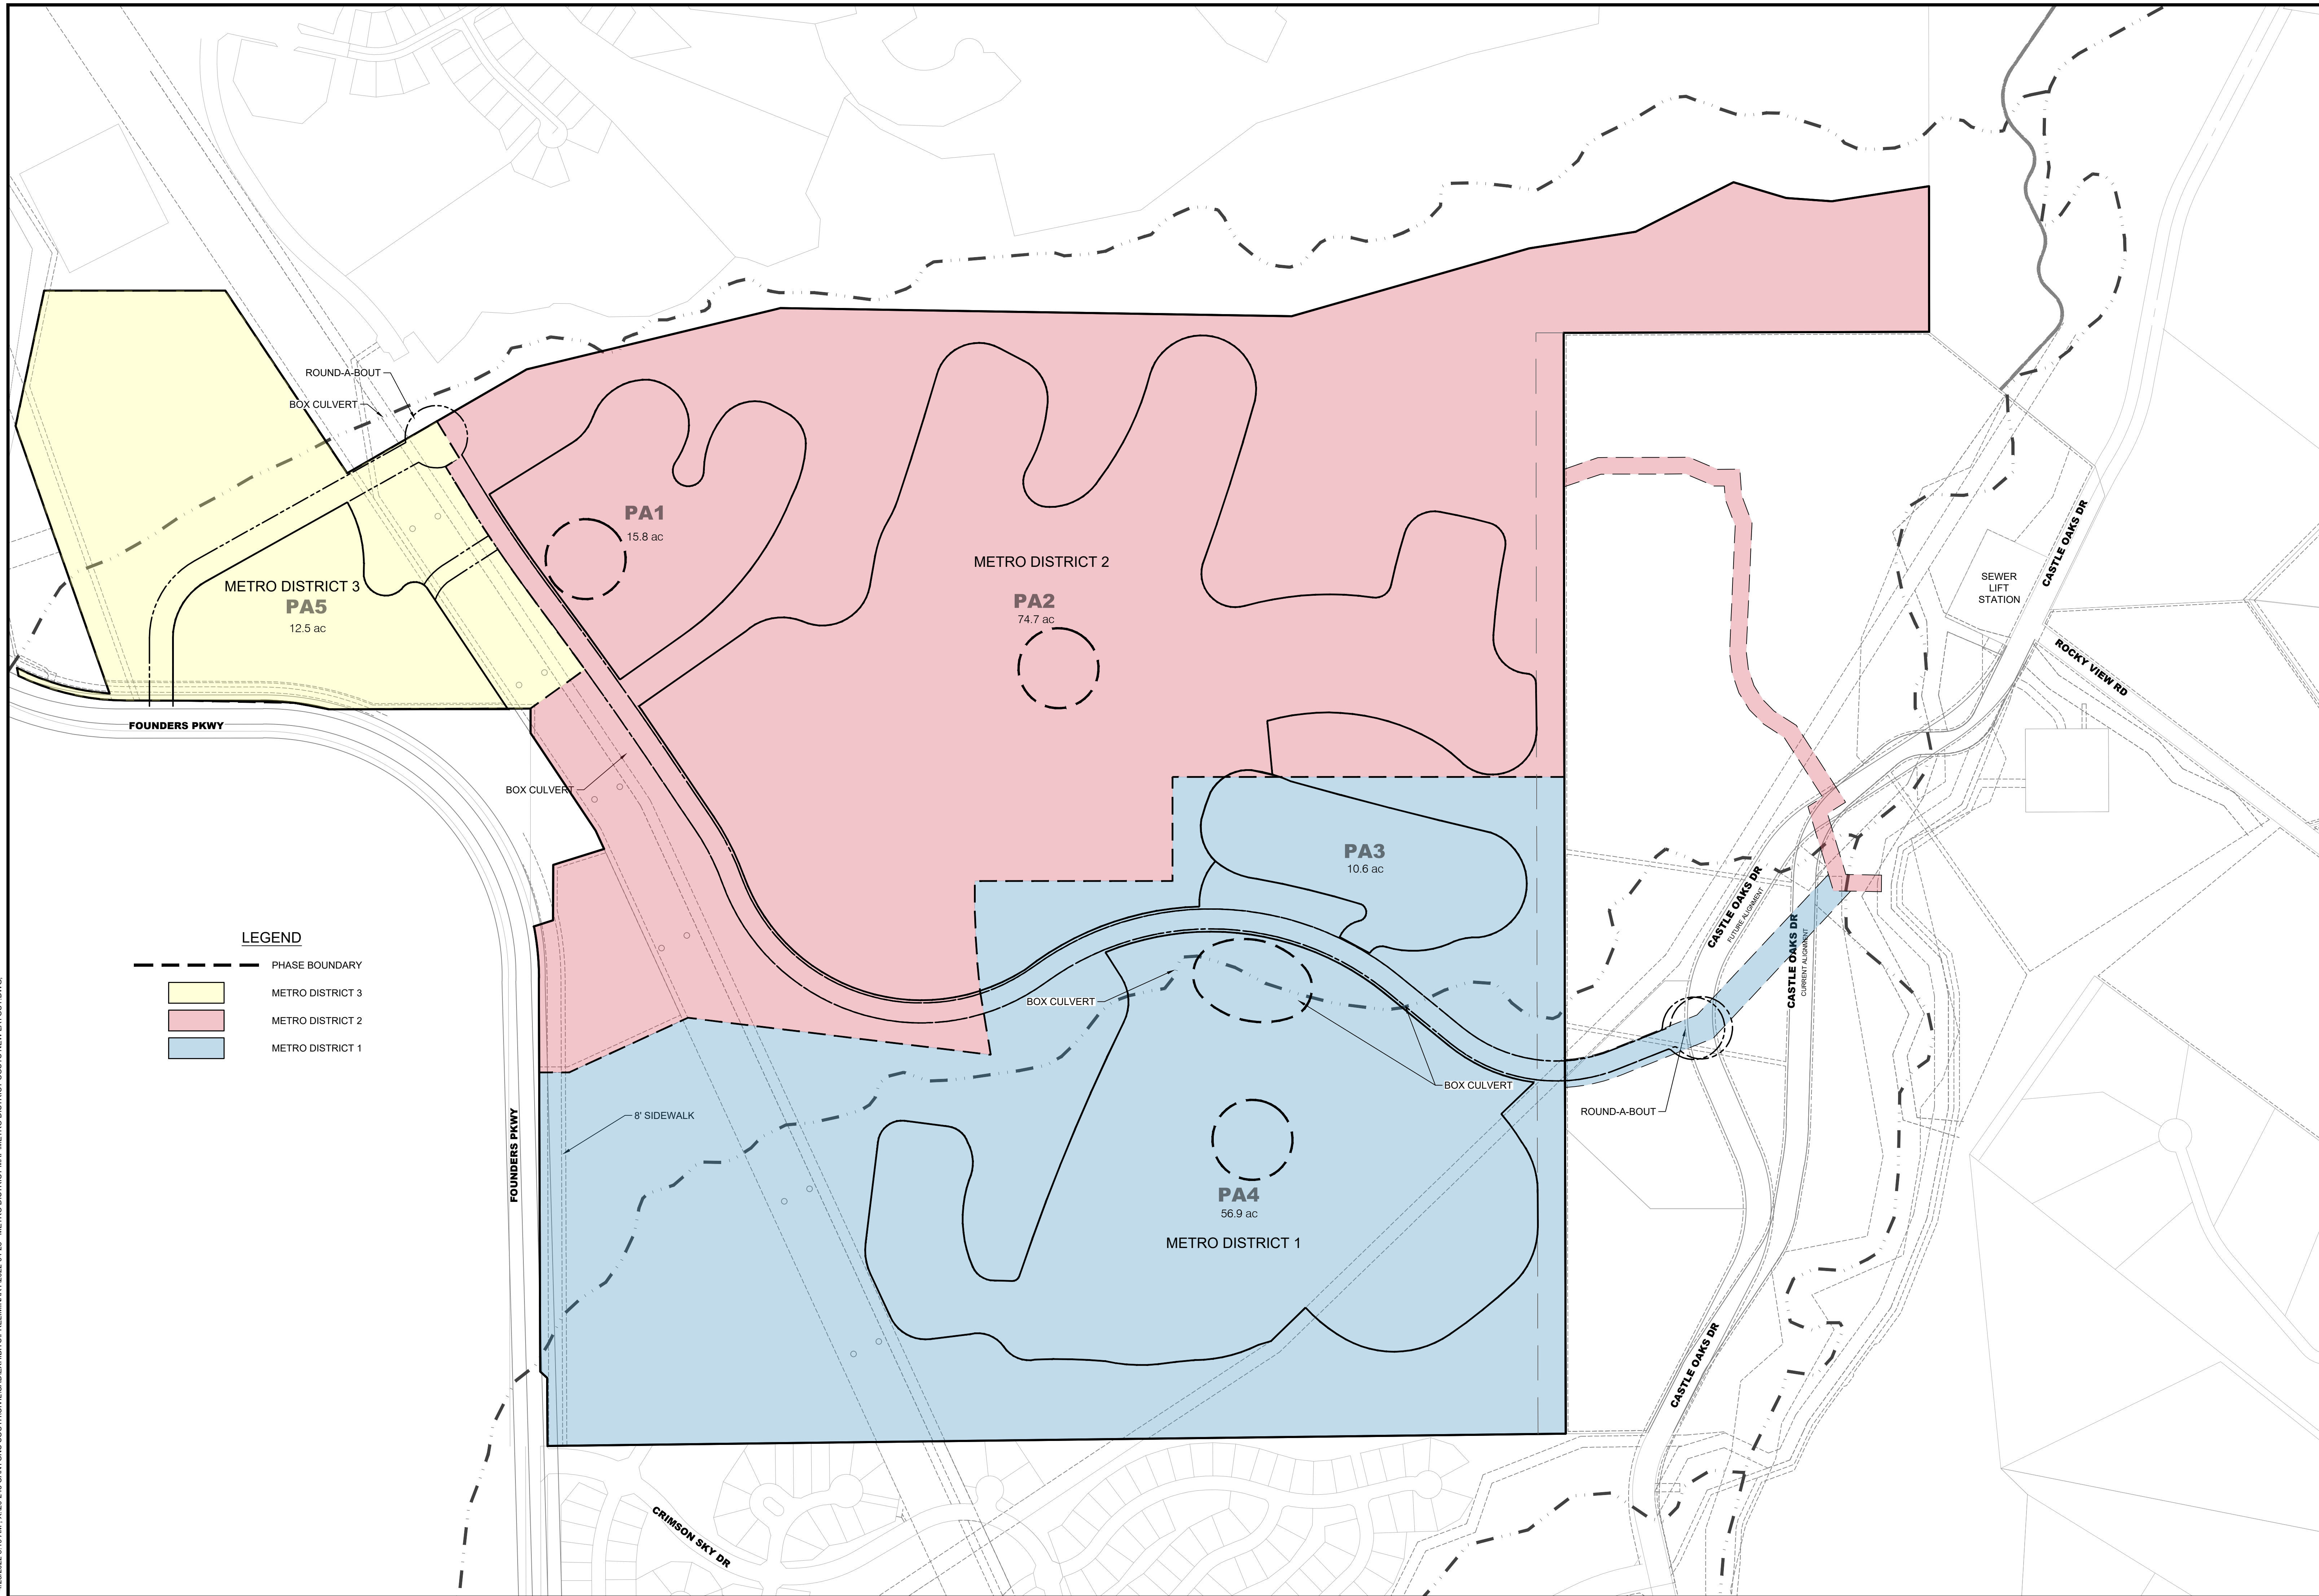 ROUND-A-BOUT
BOX CULVERT
PA1
15.8 ac
METRO DISTRICT 2
PA2
74.7 ac
METRO DISTRICT 3
PA5
12.5 ac
FOUNDERS PKWY
BOX CULVERT
SEWER
LIFT
STATION
CASTLE OAKS DR
ROCKY VIEW RD
PA3
10.6 ac
CASTLE OAKS DR
FUTURE ALIGNMENT
CASTLE OAKS DR
CURRENT ALIGNMENT
LEGEND
PHASE BOUNDARY
METRO DISTRICT 3
METRO DISTRICT 2
METRO DISTRICT 1
BOX CULVERT
BOX CULVERT
ROUND-A-BOUT
8' SIDEWALK
FOUNDERS PKWY
PA4
56.9 ac
METRO DISTRICT 1
CASTLE OAKS DR
CRIMSON SKY DR